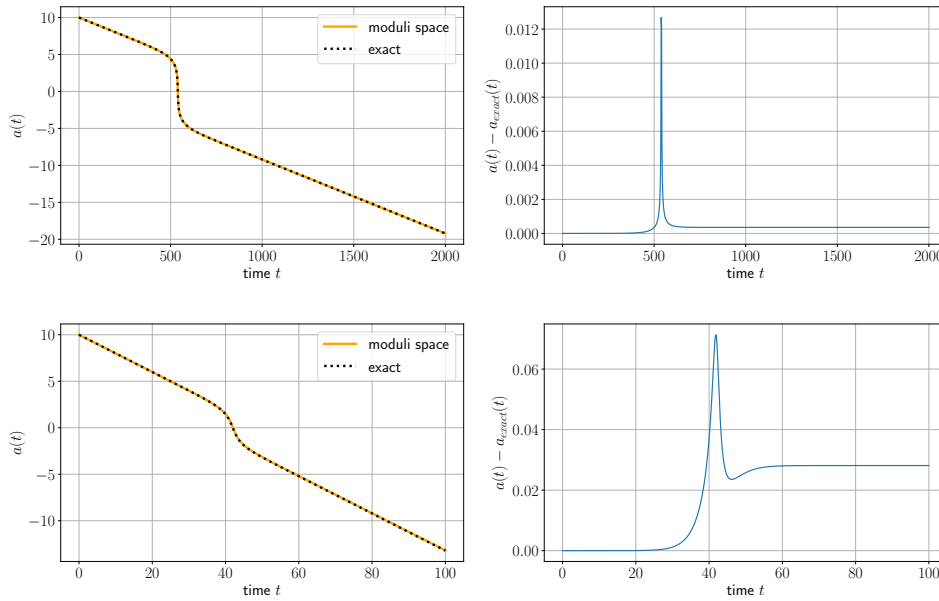 10
5
0
−5
−10
−15
−20
a(t)
0 500 1000 1500 2000
time t
moduli space
exact
0.012
0.010
0.008
0.006
0.004
0.002
0.000
a(t) − a_exact(t)
0 500 1000 1500 2000
time t
10
5
0
−5
−10
a(t)
0 20 40 60 80 100
time t
moduli space
exact
0.06
0.04
0.02
0.00
a(t) − a_exact(t)
0 20 40 60 80 100
time t